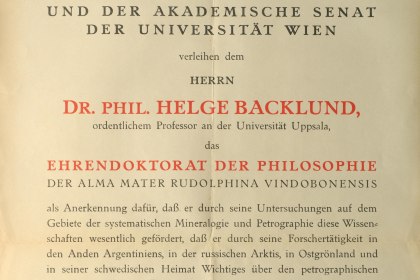 UND DER AKADEMISCHE SENAT
DER UNIVERSITÄT WIEN
verleihen dem
HERRN
DR. PHIL. HELGE BACKLUND,
ordentlichem Professor an der Universität Uppsala,
das
EHRENDOKTORAT DER PHILOSOPHIE
DER ALMA MATER RUDOLPHINA VINDOBONENSIS
als Anerkennung dafür, daß er durch seine Untersuchungen auf dem
Gebiete der systematischen Mineralogie und Petrographie diese Wissen-
schaften wesentlich gefördert, daß er durch seine Forschertätigkeit in
den Anden Argentiniens, in der russischen Arktis, in Ostgrönland und
in seiner schwedischen Heimat Wichtiges über den petrographischen